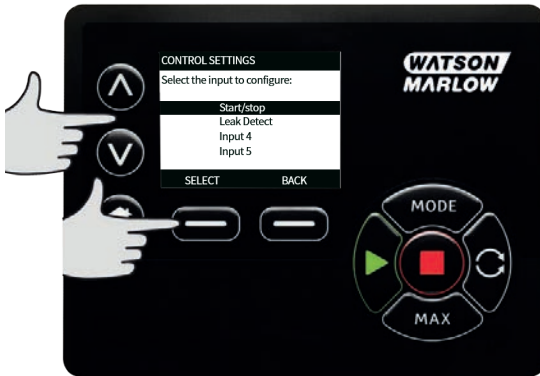 CONTROL SETTINGS
Select the input to configure:
Start/stop
Leak Detect
Input 4
Input 5
SELECT BACK
WATSON
MARLOW
MODE
MAX